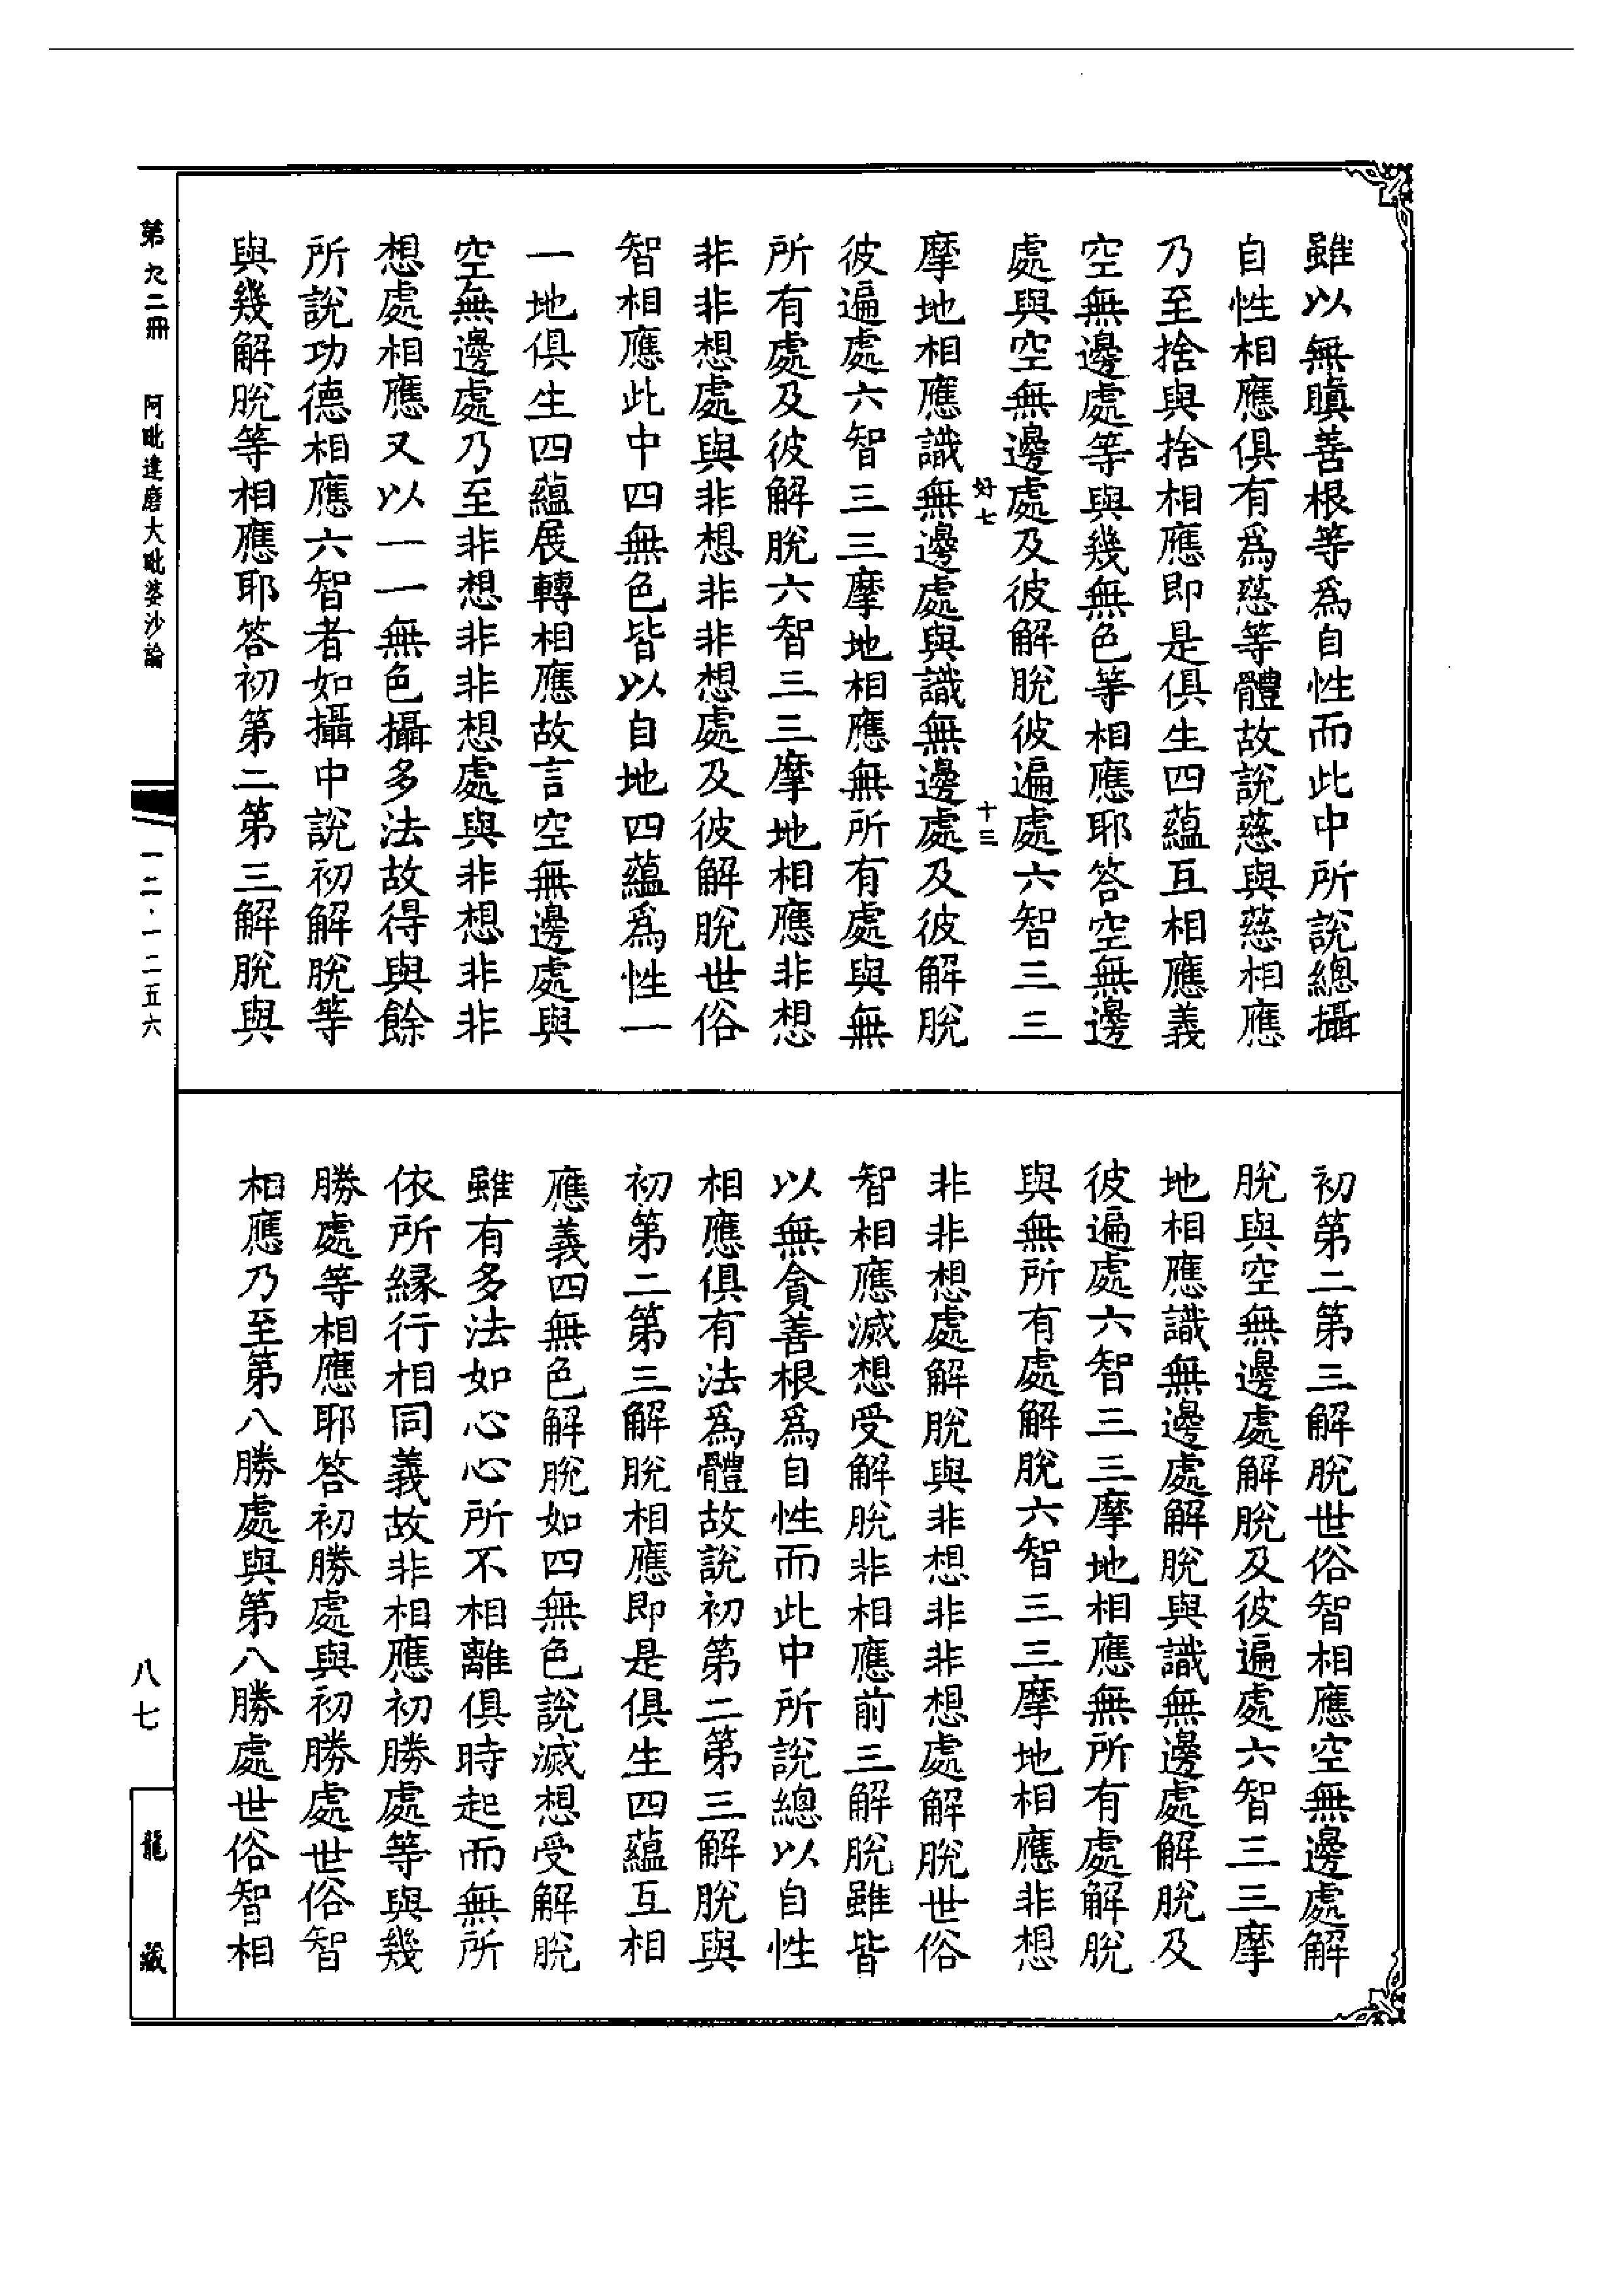 雖以無瞋善根等為自性而此中所說總攝
自性相應俱有為慈等體故說慈與慈相應
乃至捨與捨相應即是俱生四蘊互相應義
空無邊處等與幾無色等相應耶答空無邊
處與空無邊處及彼解脫彼遍處六智三三
好七
十三
摩地相應識無邊處與識無邊處及彼解脫
彼遍處六智三三摩地相應無所有處與無
所有處及彼解脫六智三三摩地相應非想
非非想處與非想非非想處及彼解脫世俗
智相應此中四無色皆以自地四蘊為性一
一地俱生四蘊展轉相應故言空無邊處與
空無邊處乃至非想非非想處與非想非非
想處相應又以一一無色攝多法故得與餘
所說功德相應六智者如攝中說初解脫等
與幾解脫等相應耶答初第二第三解脫與
初第二第三解脫世俗智相應空無邊處解
脫與空無邊處解脫及彼遍處六智三三摩
地相應識無邊處解脫與識無邊處解脫及
彼遍處六智三三摩地相應無所有處解脫
與無所有處解脫六智三三摩地相應非想
非非想處解脫與非想非非想處解脫世俗
智相應滅想受解脫非相應前三解脫雖皆
以無貪善根為自性而此中所說總以自性
相應俱有法為體故說初第二第三解脫與
初第二第三解脫相應即是俱生四蘊互相
應義四無色解脫如四無色說滅想受解脫
雖有多法如心心所不相離俱時起而無所
依所緣行相同義故非相應初勝處等與幾
勝處等相應耶答初勝處與初勝處世俗智
相應乃至第八勝處與第八勝處世俗智相
第九二冊
阿毗達磨大毗婆沙論
一二·一二五六
八七
龍藏